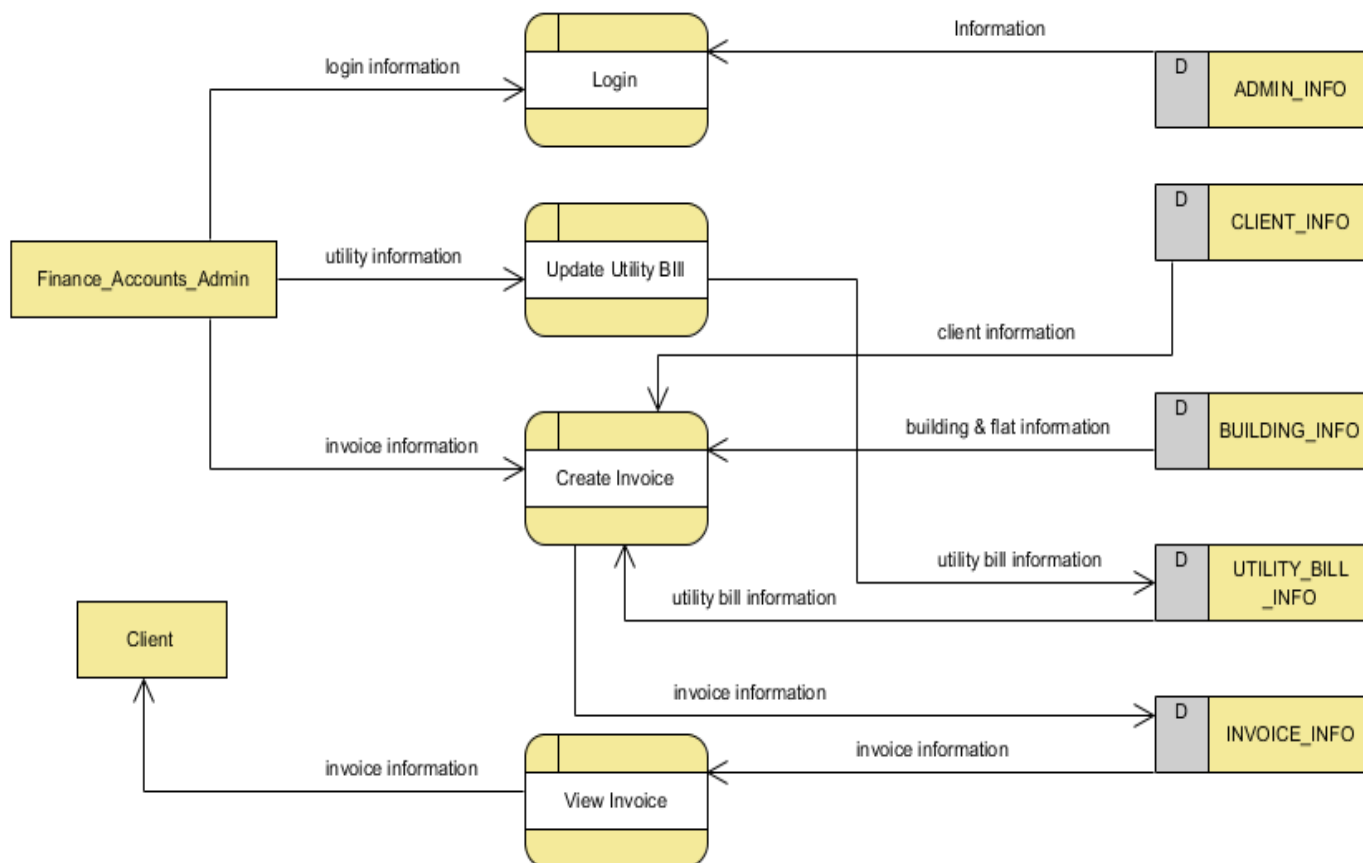 Information
login information
D
Login
ADMIN_INFO
D
CLIENT_INFO
utility information
Update Utility BIll
Finance_Accounts_Admin
client information
D
building & flat information
BUILDING_INFO
invoice information
Create Invoice
D
utility bill information
UTILITY_BILL
_INFO
utility bill information
Client
invoice information
D
INVOICE_INFO
invoice information
invoice information
View Invoice